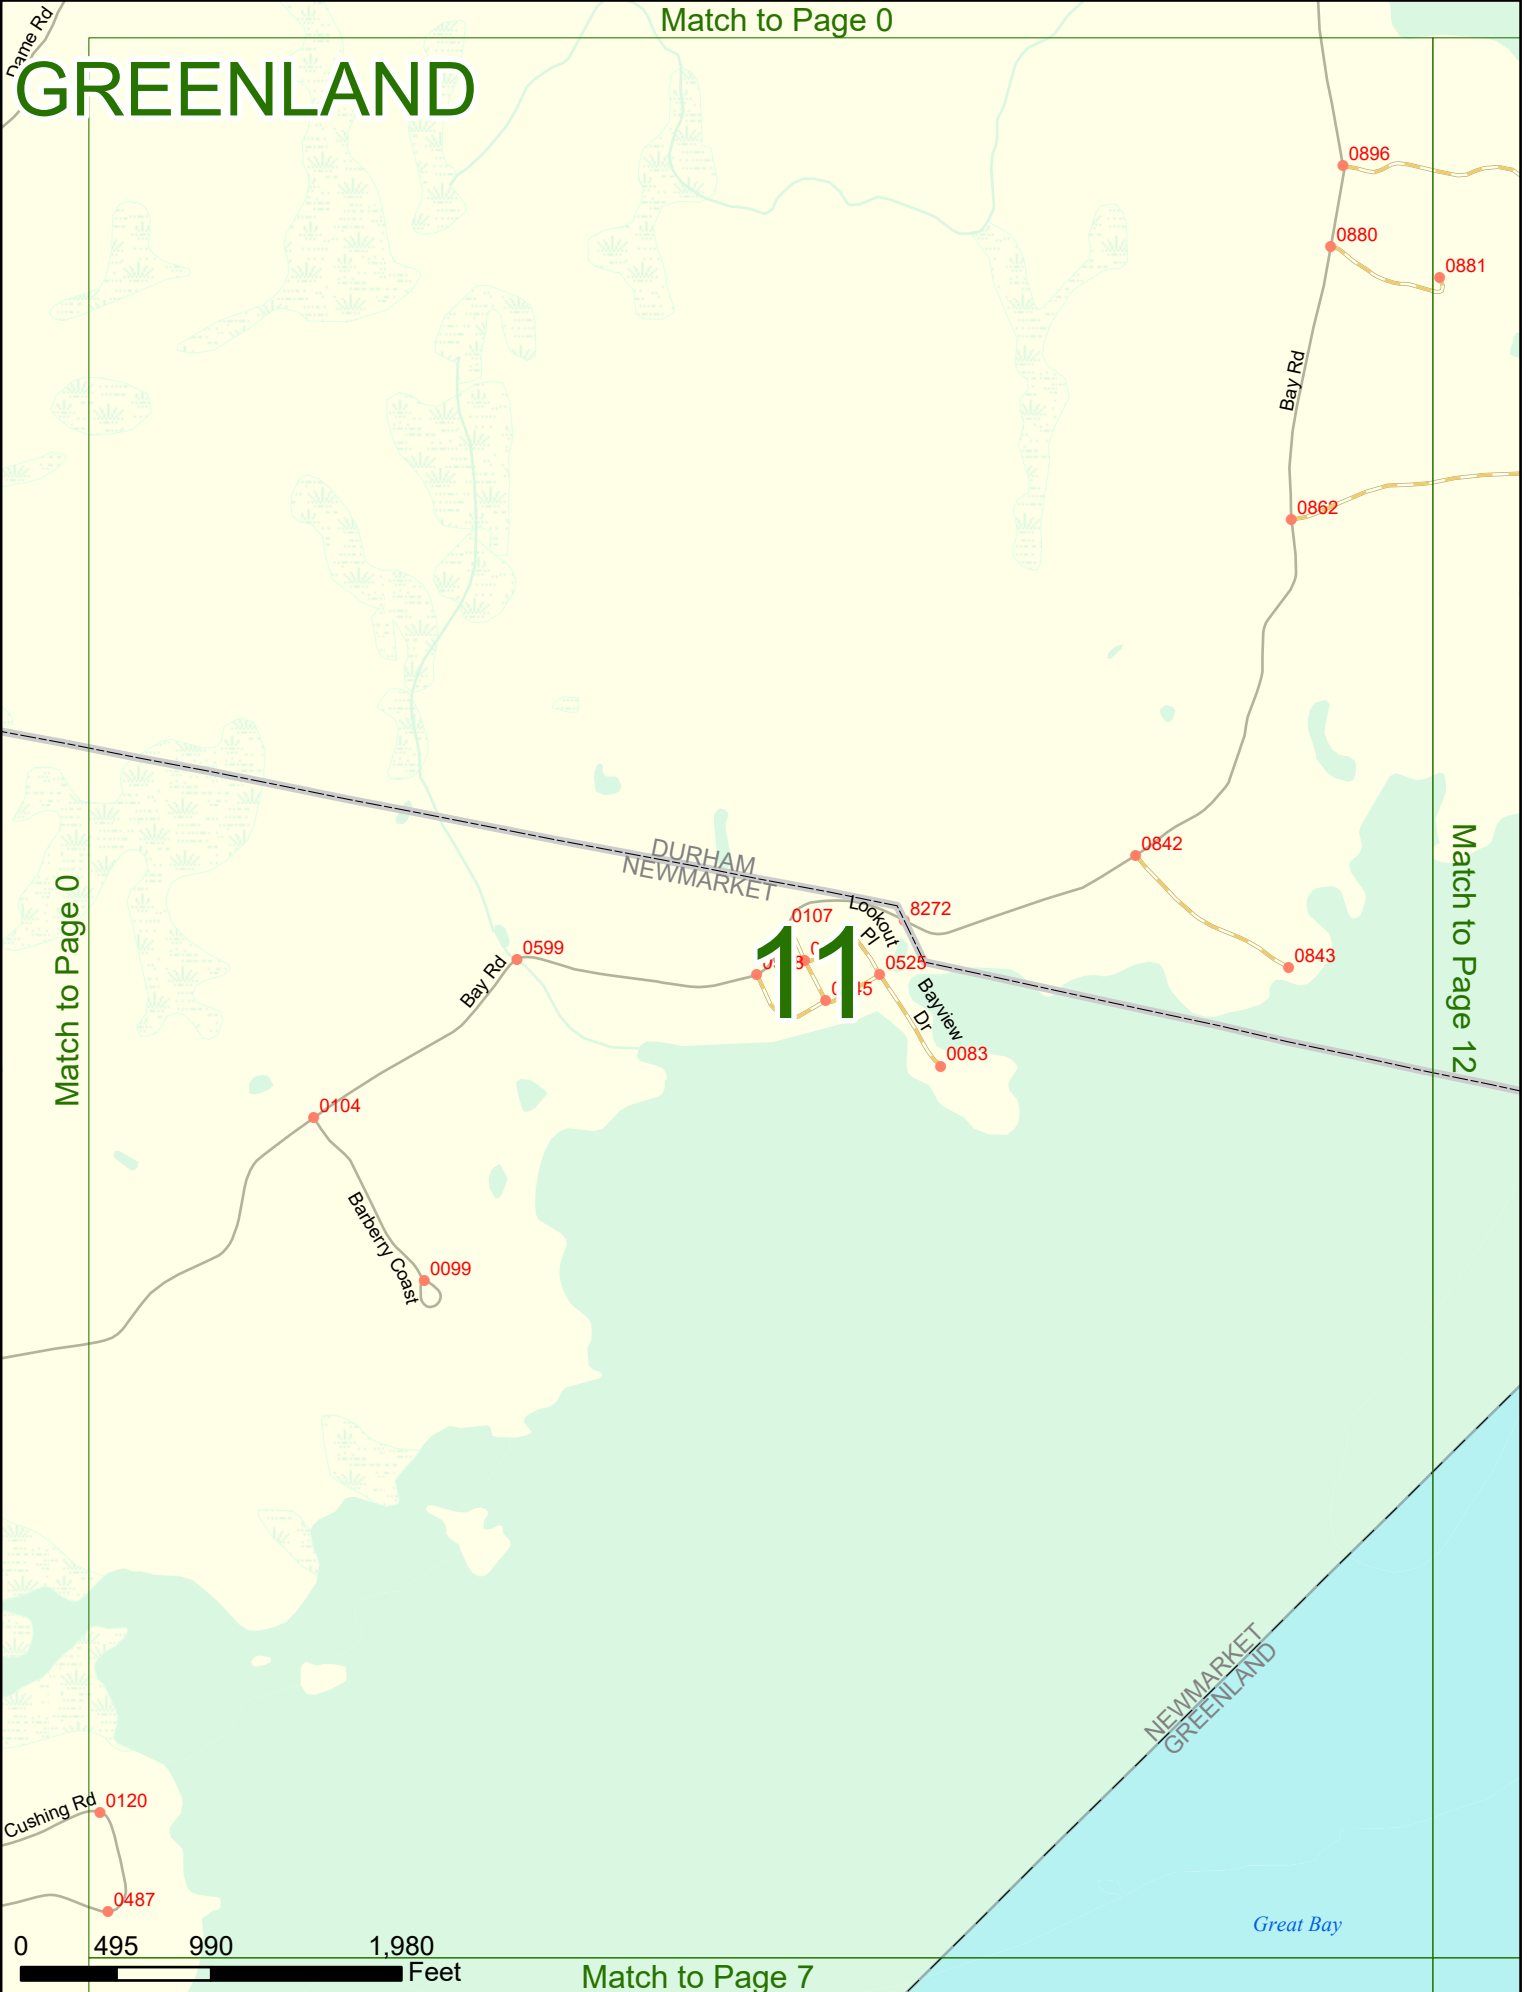 Match to Page 0
Dame Rd
GREENLAND
0896
0880
0881
Bay Rd
0862
0842
DURHAM
NEWMARKET
Match to Page 0
Match to Page 12
8272
0107
Lookout
Pl
0599
0525
0843
11
Bay Rd
Bayview
Dr
0083
0104
Barberry Coast
0099
NEWMARKET
GREENLAND
Cushing Rd
0120
0487
Great Bay
0 495 990 1,980
Feet
Match to Page 7